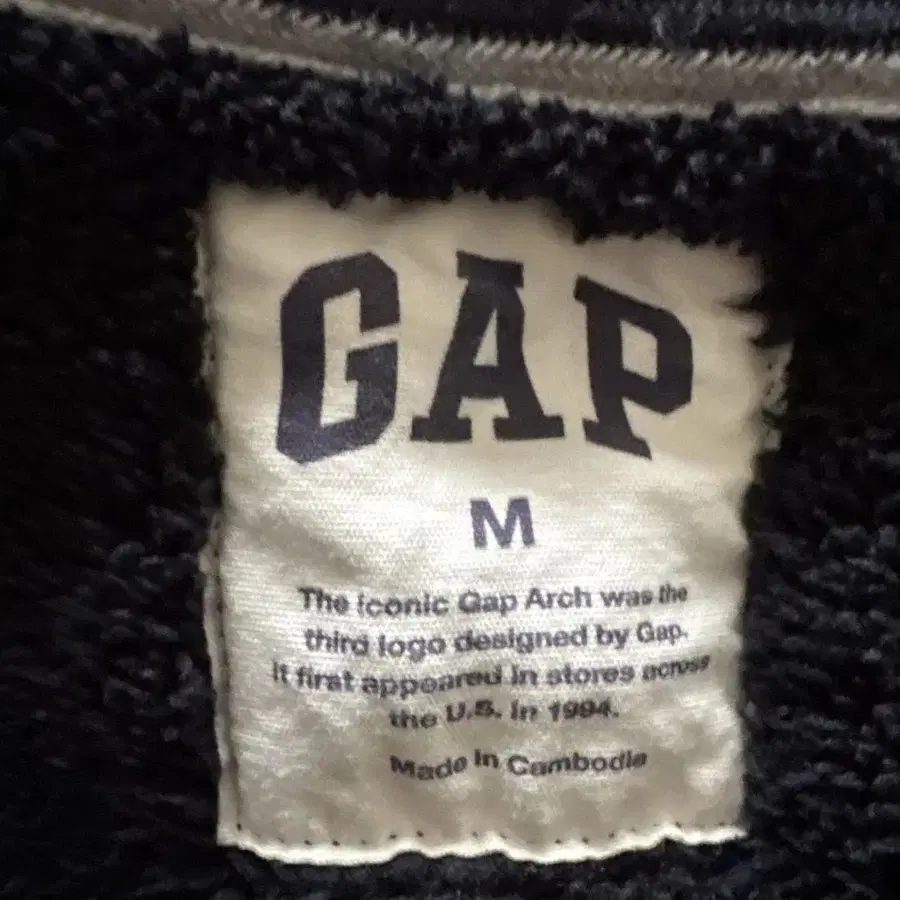 GAP
M
The iconic Gap Arch was the
third logo designed by Gap.
It first appeared in stores across
the U.S. in 1994.
Made in Cambodia